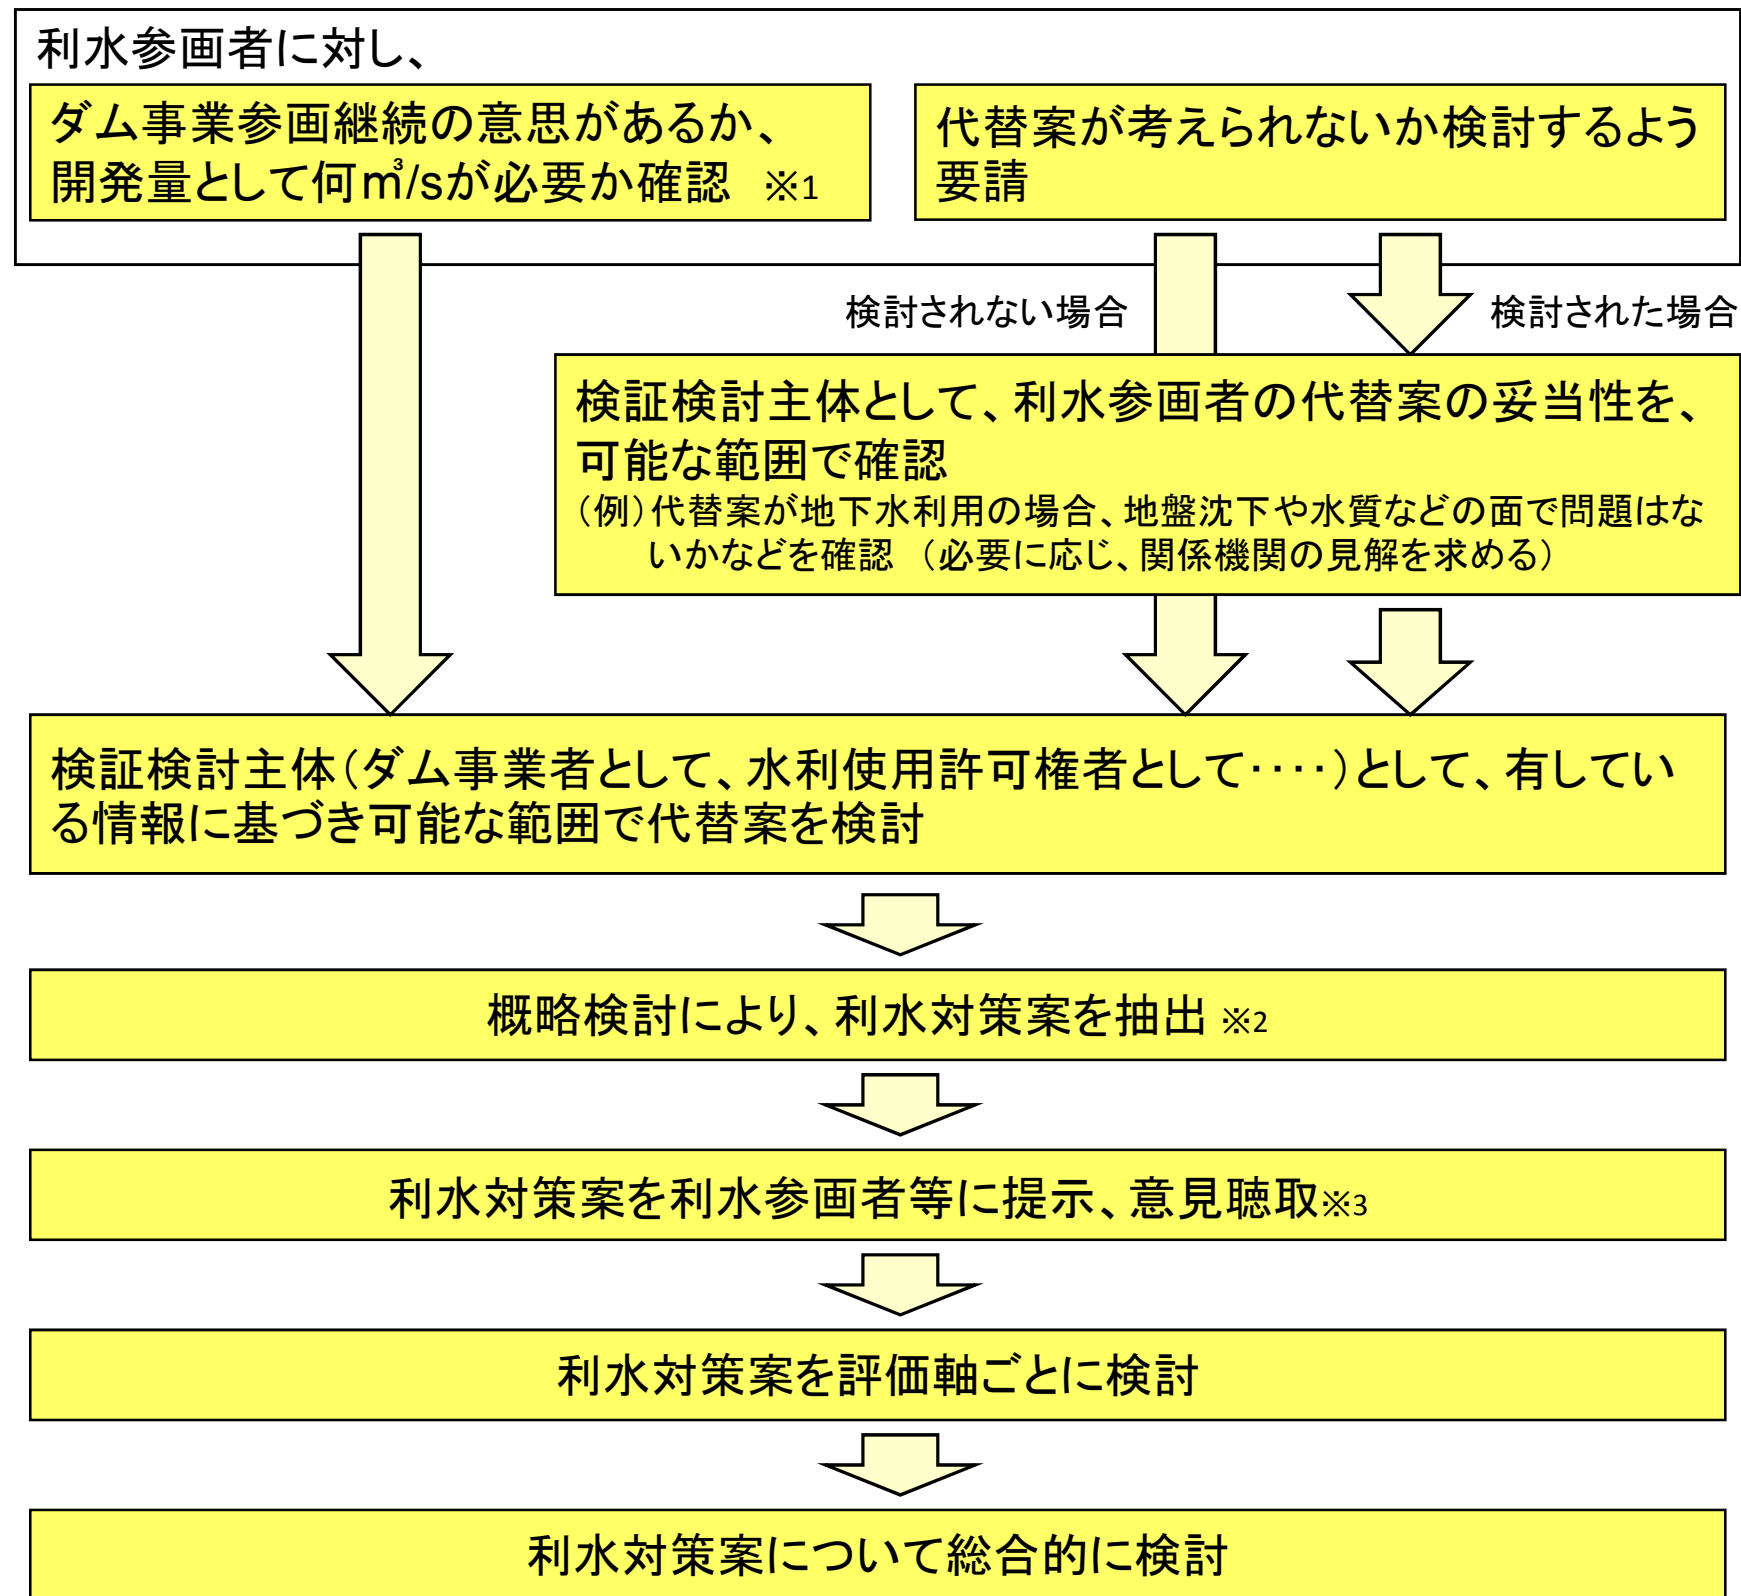 利水参画者に対し、
ダム事業参画継続の意思があるか、
開発量として何㎥/sが必要か確認　※1
代替案が考えられないか検討するよう
要請
検討されない場合
検討された場合
検証検討主体として、利水参画者の代替案の妥当性を、
可能な範囲で確認
（例）代替案が地下水利用の場合、地盤沈下や水質などの面で問題はな
いかなどを確認　（必要に応じ、関係機関の見解を求める）
検証検討主体（ダム事業者として、水利使用許可権者として････）として、有してい
る情報に基づき可能な範囲で代替案を検討
概略検討により、利水対策案を抽出 ※2
利水対策案を利水参画者等に提示、意見聴取※3
利水対策案を評価軸ごとに検討
利水対策案について総合的に検討